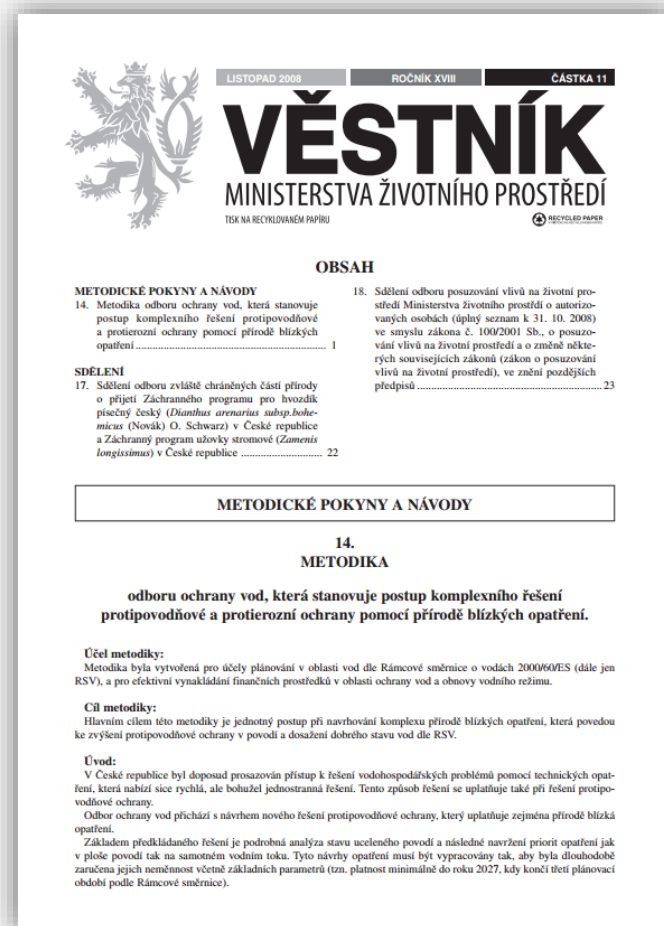 LISTOPAD 2008 ROČNÍK XVIII ČÁSTKA 11
VĚSTNÍK
MINISTERSTVA ŽIVOTNÍHO PROSTŘEDÍ
TISK NA RECYKLOVANÉM PAPÍRU
RECYCLED PAPER
OBSAH
METODICKÉ POKYNY A NÁVODY
14. Metodika odboru ochrany vod, která stanovuje
postup komplexního řešení protipovodňové
a protierozní ochrany pomocí přírodě blízkých
opatření ........ 1
SDĚLENÍ
17. Sdělení odboru zvláště chráněných částí přírody
o přijetí Záchranného programu pro hvozdík
písečný český (Dianthus arenarius subsp.bohe-
micus (Novák) O. Schwarz) v České republice
a Záchranný program užovky stromové (Zamenis
longissimus) v České republice ........ 22
18. Sdělení odboru posuzování vlivů na životní pro-
středí Ministerstva životního prostřdí o autorizo-
vaných osobách (úplný seznam k 31. 10. 2008)
ve smyslu zákona č. 100/2001 Sb., o posuzo-
vání vlivů na životní prostředí a o změně někte-
rých souvisejících zákonů (zákon o posuzování
vlivů na životní prostředí), ve znění pozdějších
předpisů ........ 23
METODICKÉ POKYNY A NÁVODY
14.
METODIKA
odboru ochrany vod, která stanovuje postup komplexního řešení
protipovodňové a protierozní ochrany pomocí přírodě blízkých opatření.
Účel metodiky:
Metodika byla vytvořená pro účely plánování v oblasti vod dle Rámcové směrnice o vodách 2000/60/ES (dále jen
RSV), a pro efektivní vynakládání finančních prostředků v oblasti ochrany vod a obnovy vodního režimu.
Cíl metodiky:
Hlavním cílem této metodiky je jednotný postup při navrhování komplexu přírodě blízkých opatření, která povedou
ke zvýšení protipovodňové ochrany v povodí a dosažení dobrého stavu vod dle RSV.
Úvod:
V České republice byl doposud prosazován přístup k řešení vodohospodářských problémů pomocí technických opat-
ření, která nabízí sice rychlá, ale bohužel jednostranná řešení. Tento způsob řešení se uplatňuje také při řešení protipo-
vodňové ochrany.
Odbor ochrany vod přichází s návrhem nového řešení protipovodňové ochrany, který uplatňuje zejména přírodě blízká
opatření.
Základem předkládaného řešení je podrobná analýza stavu uceleného povodí a následné navržení priorit opatření jak
v ploše povodí tak na samotném vodním toku. Tyto návrhy opatření musí být vypracovány tak, aby byla dlouhodobě
zaručena jejich neměnnost včetně základních parametrů (tzn. platnost minimálně do roku 2027, kdy končí třetí plánovací
období podle Rámcové směrnice).